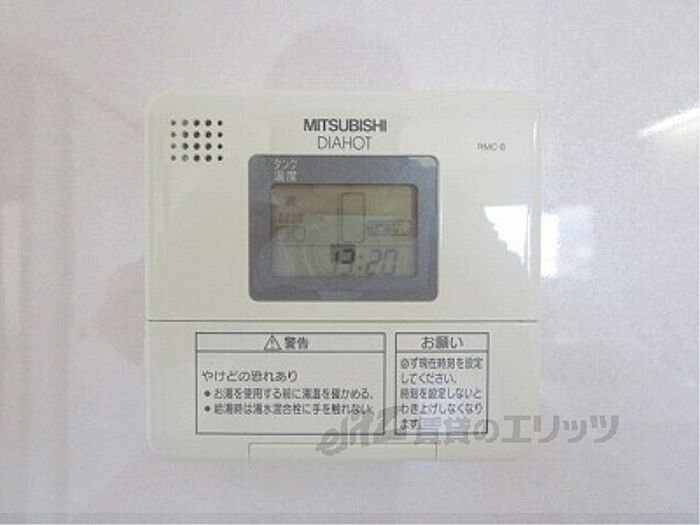 MITSUBISHI
DIAHOT
RMC-6
タンク
温度
13:20
警告
やけどの恐れあり
● お湯を使用する前に湯温を確かめる。
● 給湯時は湯水混合栓に手を触れない。
お願い
必ず現在時刻を設定
してください。
時刻を設定しないと
わき上げしなくなり
ます。
elitz 賃貸のエリッツ